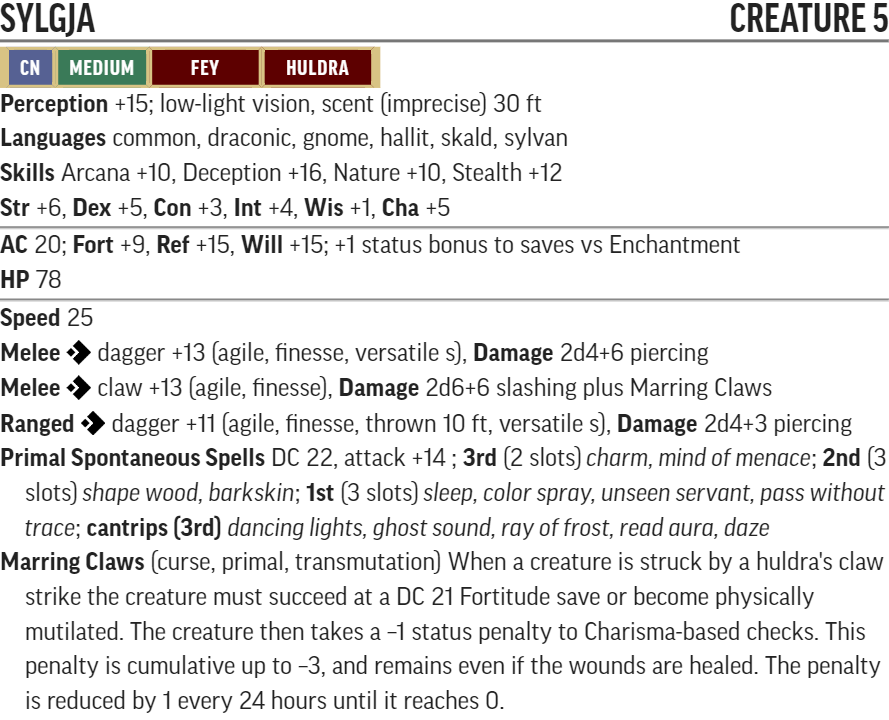 SYLGJA CREATURE 5
CN MEDIUM FEY HULDRA
Perception +15; low-light vision, scent (imprecise) 30 ft
Languages common, draconic, gnome, hallit, skald, sylvan
Skills Arcana +10, Deception +16, Nature +10, Stealth +12
Str +6, Dex +5, Con +3, Int +4, Wis +1, Cha +5
AC 20; Fort +9, Ref +15, Will +15; +1 status bonus to saves vs Enchantment
HP 78
Speed 25
Melee dagger +13 (agile, finesse, versatile s), Damage 2d4+6 piercing
Melee claw +13 (agile, finesse), Damage 2d6+6 slashing plus Marring Claws
Ranged dagger +11 (agile, finesse, thrown 10 ft, versatile s), Damage 2d4+3 piercing
Primal Spontaneous Spells DC 22, attack +14 ; 3rd (2 slots) charm, mind of menace; 2nd (3
slots) shape wood, barkskin; 1st (3 slots) sleep, color spray, unseen servant, pass without
trace; cantrips (3rd) dancing lights, ghost sound, ray of frost, read aura, daze
Marring Claws (curse, primal, transmutation) When a creature is struck by a huldra's claw
strike the creature must succeed at a DC 21 Fortitude save or become physically
mutilated. The creature then takes a –1 status penalty to Charisma-based checks. This
penalty is cumulative up to –3, and remains even if the wounds are healed. The penalty
is reduced by 1 every 24 hours until it reaches 0.